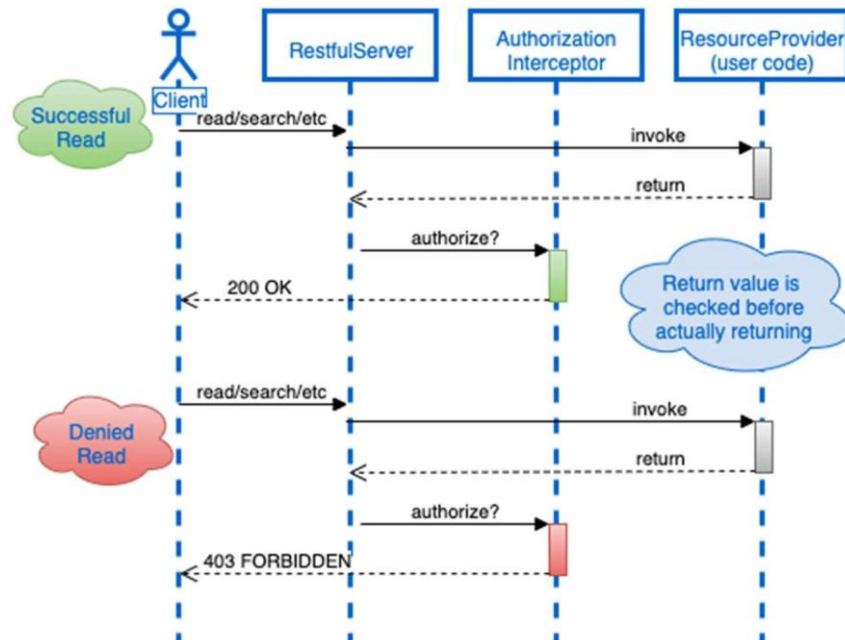 RestfulServer
Authorization
Interceptor
ResourceProvider
(user code)
Client
Successful
Read
read/search/etc
invoke
return
authorize?
200 OK
Return value is
checked before
actually returning
read/search/etc
Denied
Read
invoke
return
authorize?
403 FORBIDDEN